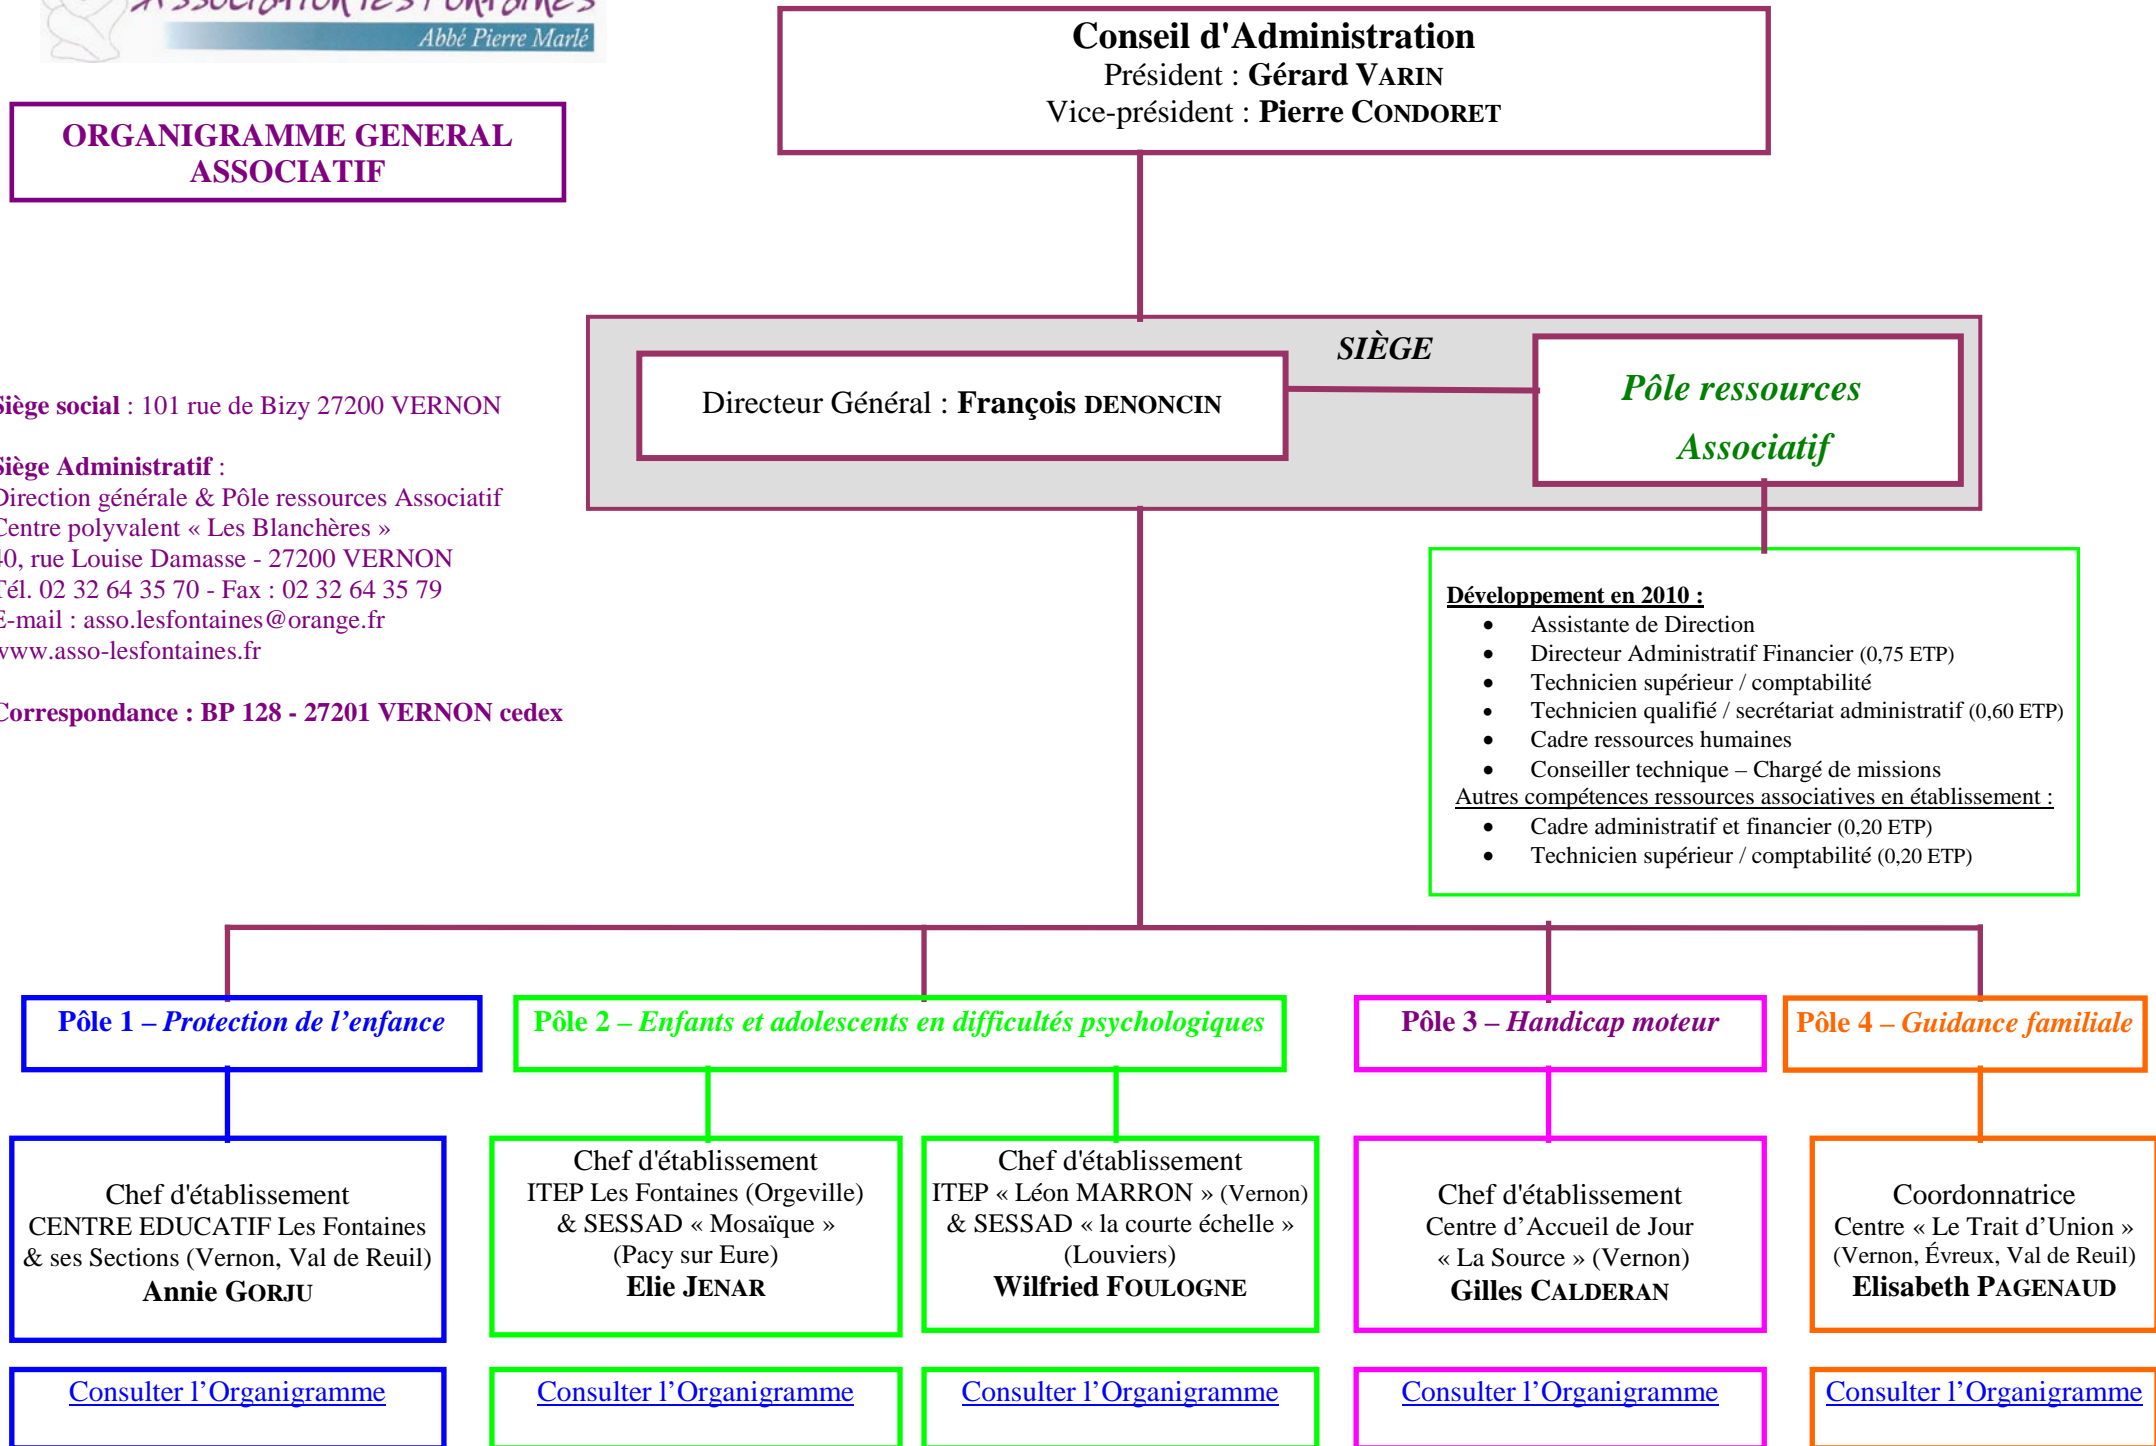 ASSOCIATION LES FONTAINES
Abbé Pierre Marlé
ORGANIGRAMME GENERAL
ASSOCIATIF
Conseil d'Administration
Président : Gérard VARIN
Vice-président : Pierre CONDORET
SIÈGE
Directeur Général : François DENONCIN
Pôle ressources
Associatif
Siège social : 101 rue de Bizy 27200 VERNON
Siège Administratif :
Direction générale & Pôle ressources Associatif
Centre polyvalent « Les Blanchères »
40, rue Louise Damasse - 27200 VERNON
Tél. 02 32 64 35 70 - Fax : 02 32 64 35 79
E-mail : asso.lesfontaines@orange.fr
www.asso-lesfontaines.fr
Correspondance : BP 128 - 27201 VERNON cedex
Développement en 2010 :
• Assistante de Direction
• Directeur Administratif Financier (0,75 ETP)
• Technicien supérieur / comptabilité
• Technicien qualifié / secrétariat administratif (0,60 ETP)
• Cadre ressources humaines
• Conseiller technique – Chargé de missions
Autres compétences ressources associatives en établissement :
• Cadre administratif et financier (0,20 ETP)
• Technicien supérieur / comptabilité (0,20 ETP)
Pôle 1 – Protection de l’enfance
Pôle 2 – Enfants et adolescents en difficultés psychologiques
Pôle 3 – Handicap moteur
Pôle 4 – Guidance familiale
Chef d'établissement
CENTRE EDUCATIF Les Fontaines
& ses Sections (Vernon, Val de Reuil)
Annie GORJU
Chef d'établissement
ITEP Les Fontaines (Orgeville)
& SESSAD « Mosaïque »
(Pacy sur Eure)
Elie JENAR
Chef d'établissement
ITEP « Léon MARRON » (Vernon)
& SESSAD « la courte échelle »
(Louviers)
Wilfried FOULOGNE
Chef d'établissement
Centre d’Accueil de Jour
« La Source » (Vernon)
Gilles CALDERAN
Coordonnatrice
Centre « Le Trait d’Union »
(Vernon, Évreux, Val de Reuil)
Elisabeth PAGENAUD
Consulter l’Organigramme
Consulter l’Organigramme
Consulter l’Organigramme
Consulter l’Organigramme
Consulter l’Organigramme